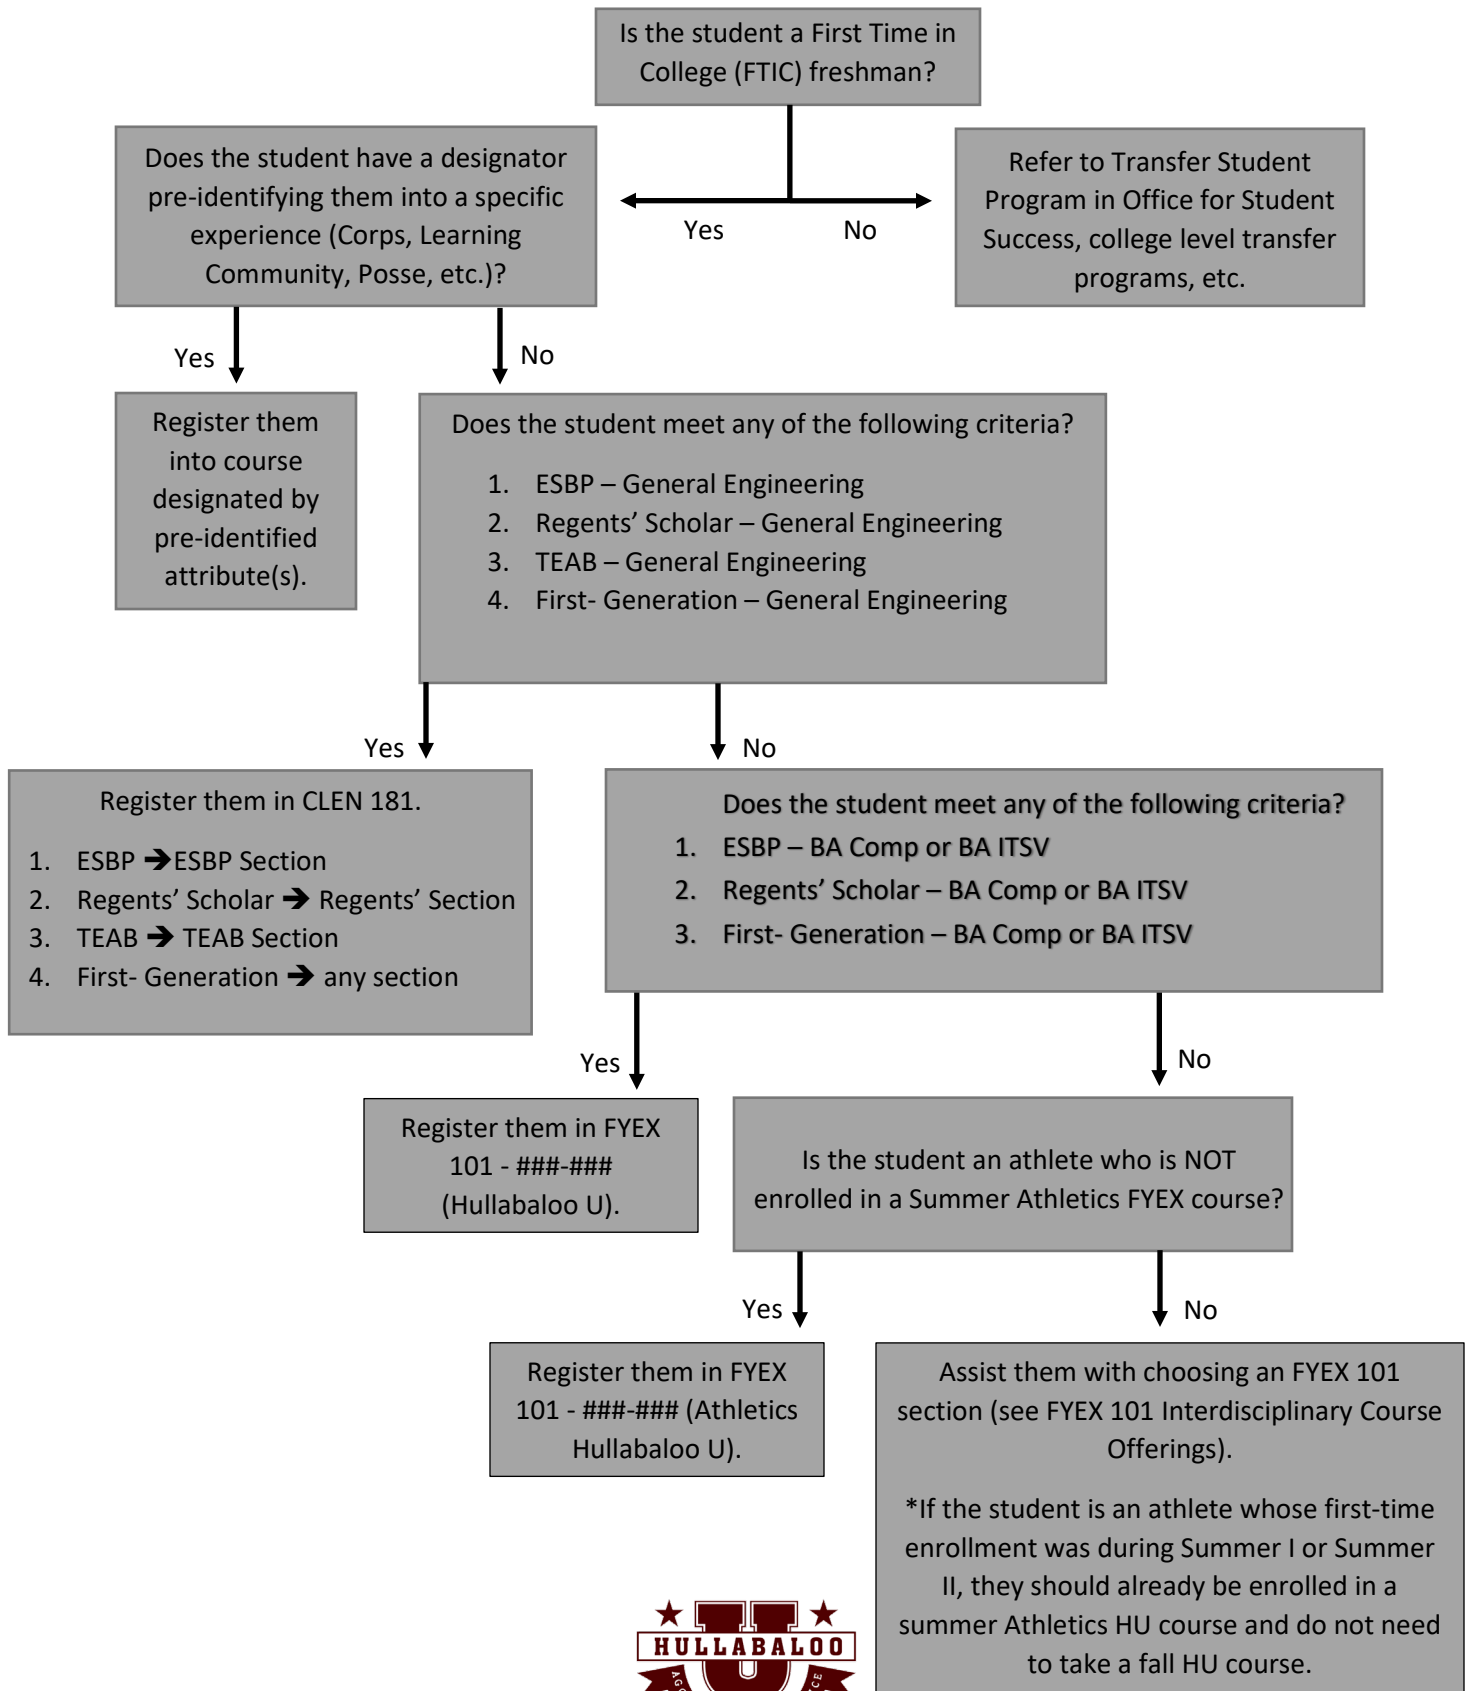 Is the student a First Time in
College (FTIC) freshman?
Does the student have a designator
pre-identifying them into a specific
experience (Corps, Learning
Community, Posse, etc.)?
Yes
No
Refer to Transfer Student
Program in Office for Student
Success, college level transfer
programs, etc.
Yes
No
Register them
into course
designated by
pre-identified
attribute(s).
Does the student meet any of the following criteria?
1. ESBP – General Engineering
2. Regents’ Scholar – General Engineering
3. TEAB – General Engineering
4. First- Generation – General Engineering
Yes
No
Register them in CLEN 181.
1. ESBP ➔ESBP Section
2. Regents’ Scholar ➔ Regents’ Section
3. TEAB ➔ TEAB Section
4. First- Generation ➔ any section
Does the student meet any of the following criteria?
1. ESBP – BA Comp or BA ITSV
2. Regents’ Scholar – BA Comp or BA ITSV
3. First- Generation – BA Comp or BA ITSV
Yes
No
Register them in FYEX
101 - ###-###
(Hullabaloo U).
Is the student an athlete who is NOT
enrolled in a Summer Athletics FYEX course?
Yes
No
Register them in FYEX
101 - ###-### (Athletics
Hullabaloo U).
Assist them with choosing an FYEX 101
section (see FYEX 101 Interdisciplinary Course
Offerings).
*If the student is an athlete whose first-time
enrollment was during Summer I or Summer
II, they should already be enrolled in a
summer Athletics HU course and do not need
to take a fall HU course.
HULLABALOO
U